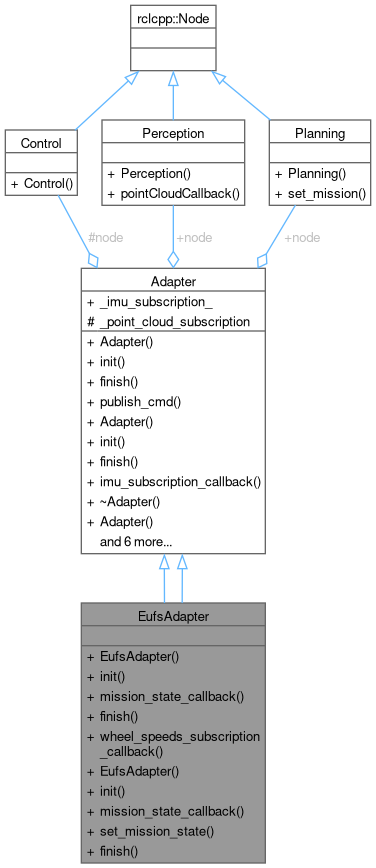 rclcpp::Node
Control
+ Control()
Perception
+ Perception()
+ pointCloudCallback()
Planning
+ Planning()
+ set_mission()
#node
+node
+node
Adapter
+ _imu_subscription_
# _point_cloud_subscription
+ Adapter()
+ init()
+ finish()
+ publish_cmd()
+ Adapter()
+ init()
+ finish()
+ imu_subscription_callback()
+ ~Adapter()
+ Adapter()
and 6 more...
EufsAdapter
+ EufsAdapter()
+ init()
+ mission_state_callback()
+ finish()
+ wheel_speeds_subscription
_callback()
+ EufsAdapter()
+ init()
+ mission_state_callback()
+ set_mission_state()
+ finish()